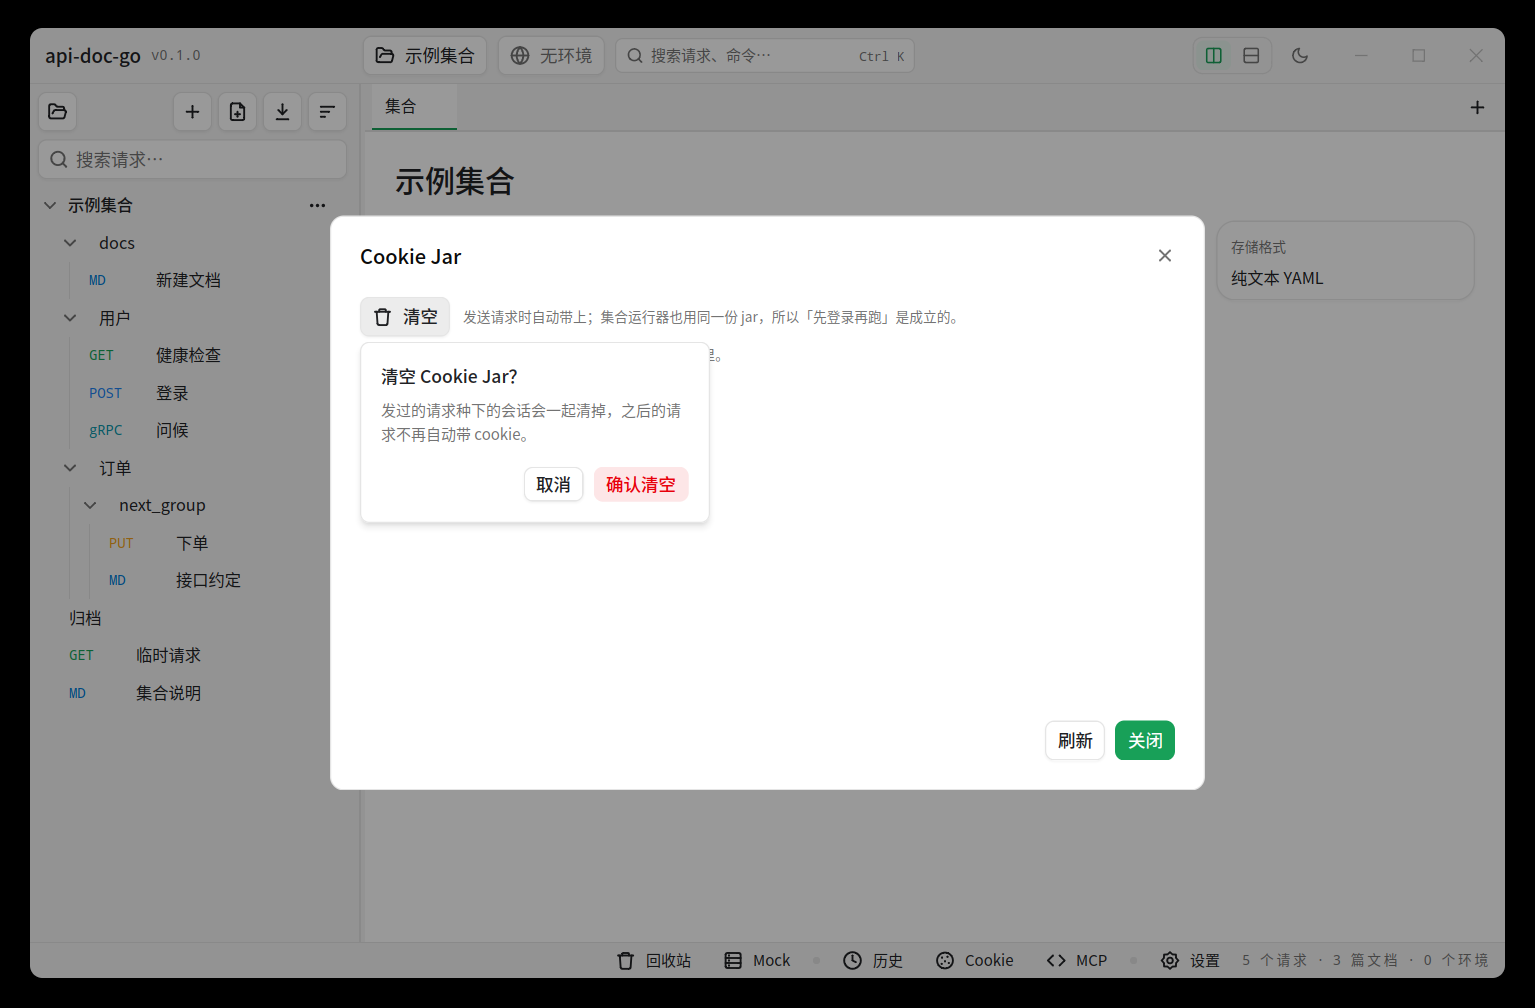 api-doc-go v0.1.0
示例集合
无环境
搜索请求、命令…
Ctrl K
集合
搜索请求…
示例集合
示例集合
docs
MD 新建文档
用户
GET 健康检查
POST 登录
gRPC 问候
订单
next_group
PUT 下单
MD 接口约定
归档
GET 临时请求
MD 集合说明
存储格式
纯文本 YAML
Cookie Jar
清空
发送请求时自动带上；集合运行器也用同一份 jar，所以「先登录再跑」是成立的。
里。
清空 Cookie Jar？
发过的请求种下的会话会一起清掉，之后的请
求不再自动带 cookie。
取消
确认清空
刷新
关闭
回收站
Mock
历史
Cookie
MCP
设置
5 个请求 · 3 篇文档 · 0 个环境